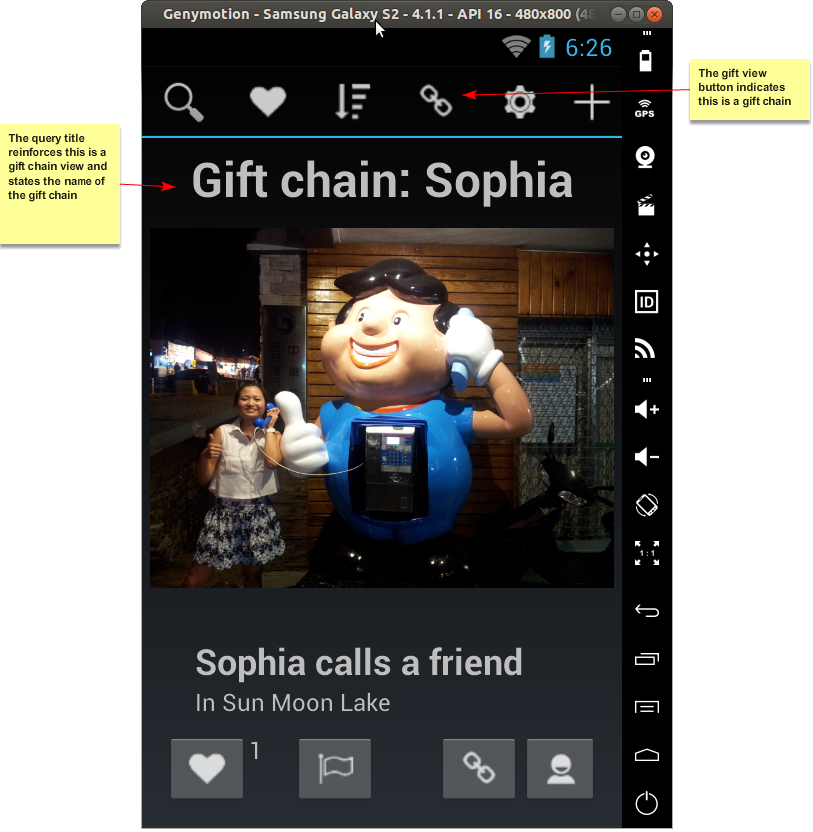 Genymotion - Samsung Galaxy S2 - 4.1.1 - API 16 - 480x800 (48
6:26
The gift view
button indicates
this is a gift chain
GPS
The query title
reinforces this is a
gift chain view and
states the name of
the gift chain
Gift chain: Sophia
ID
1:1
Sophia calls a friend
In Sun Moon Lake
1